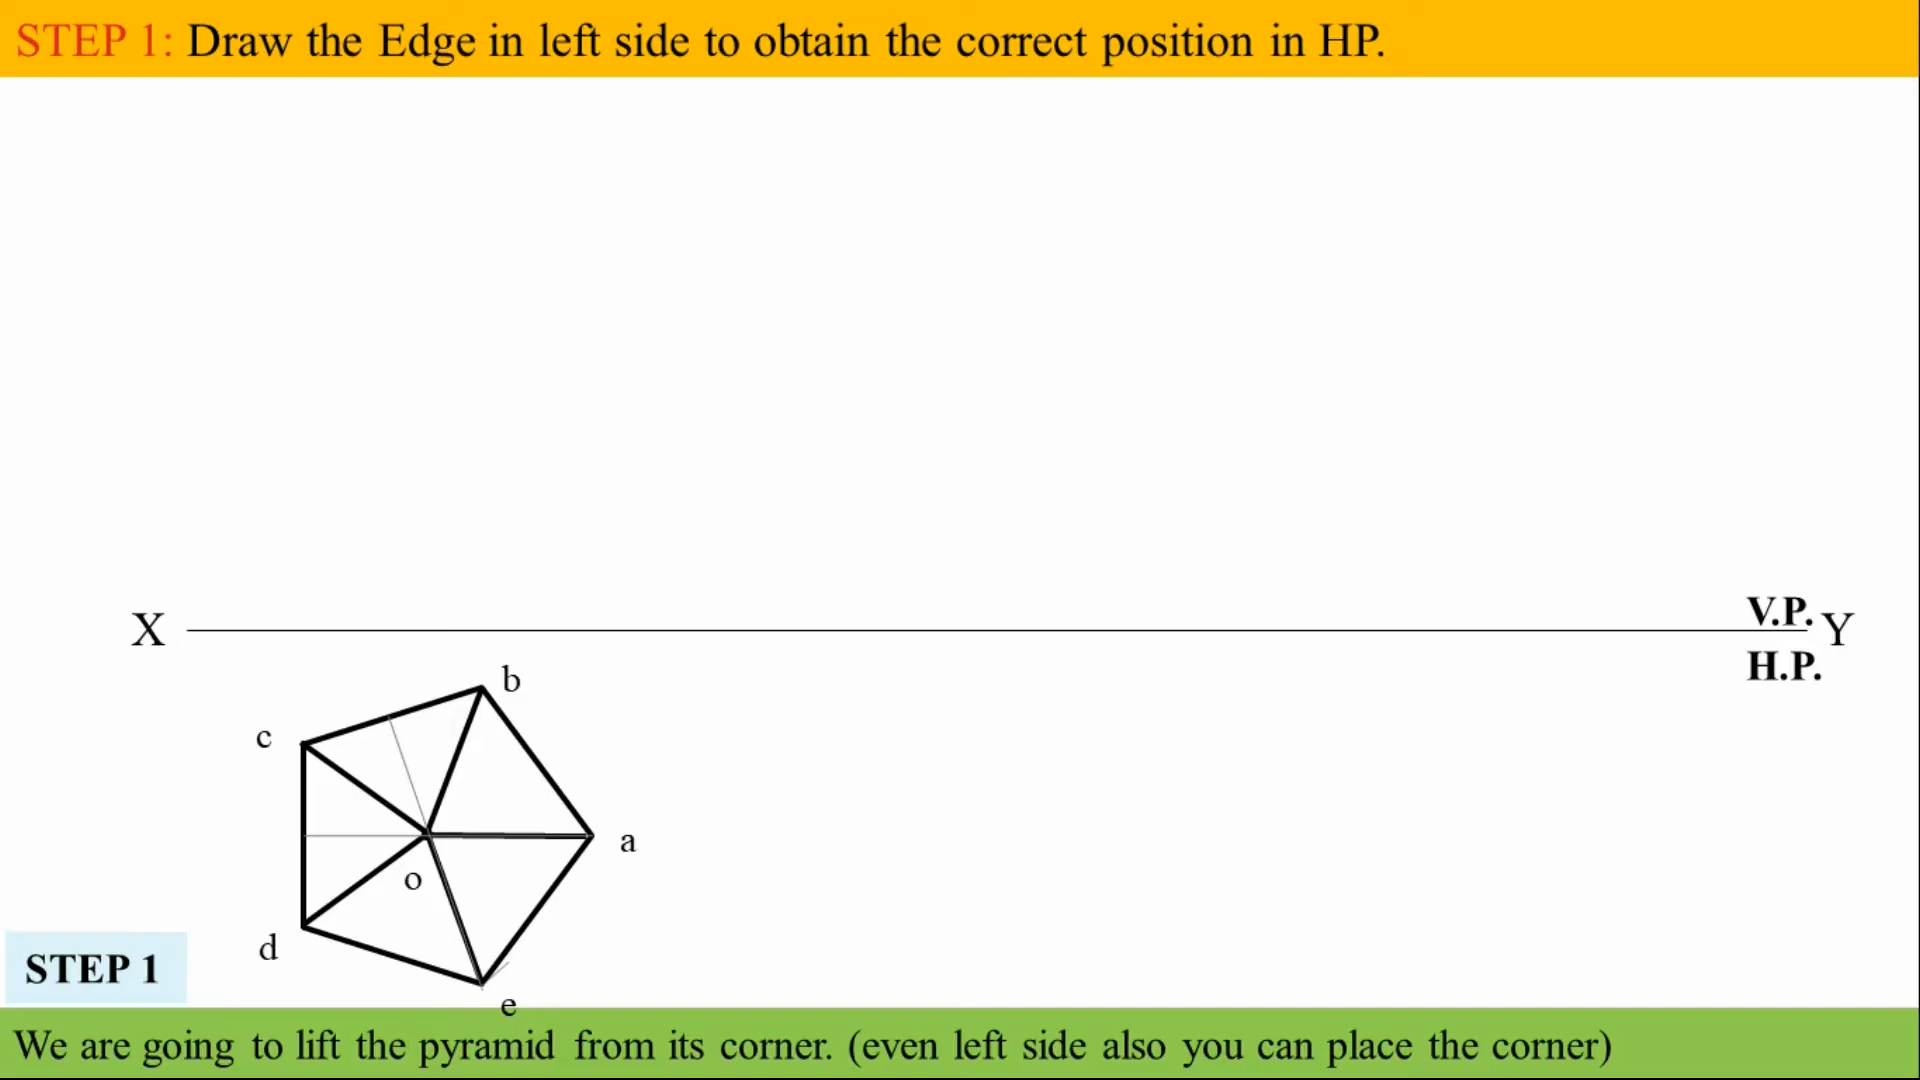 STEP 1: Draw the Edge in left side to obtain the correct position in HP.
V.P.
X Y
H.P.
b
c
a
o
d
STEP 1
e
We are going to lift the pyramid from its corner. (even left side also you can place the corner)